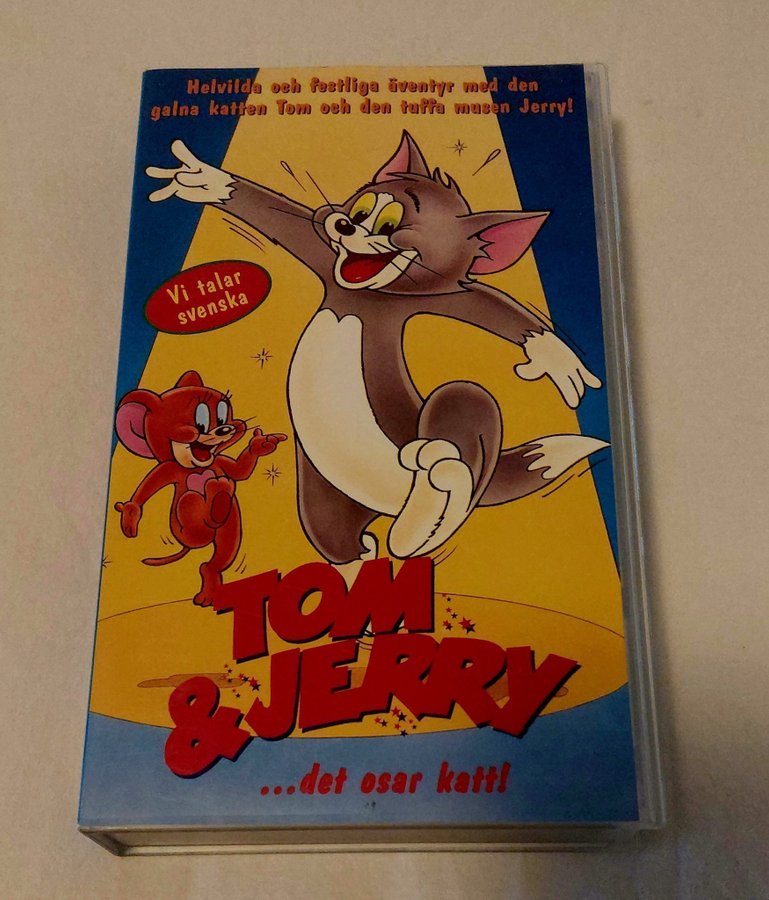 Helvilda och festliga äventyr med den
galna katten Tom och den tuffa musen Jerry!
Vi talar
svenska
TOM
& JERRY
...det osar katt!